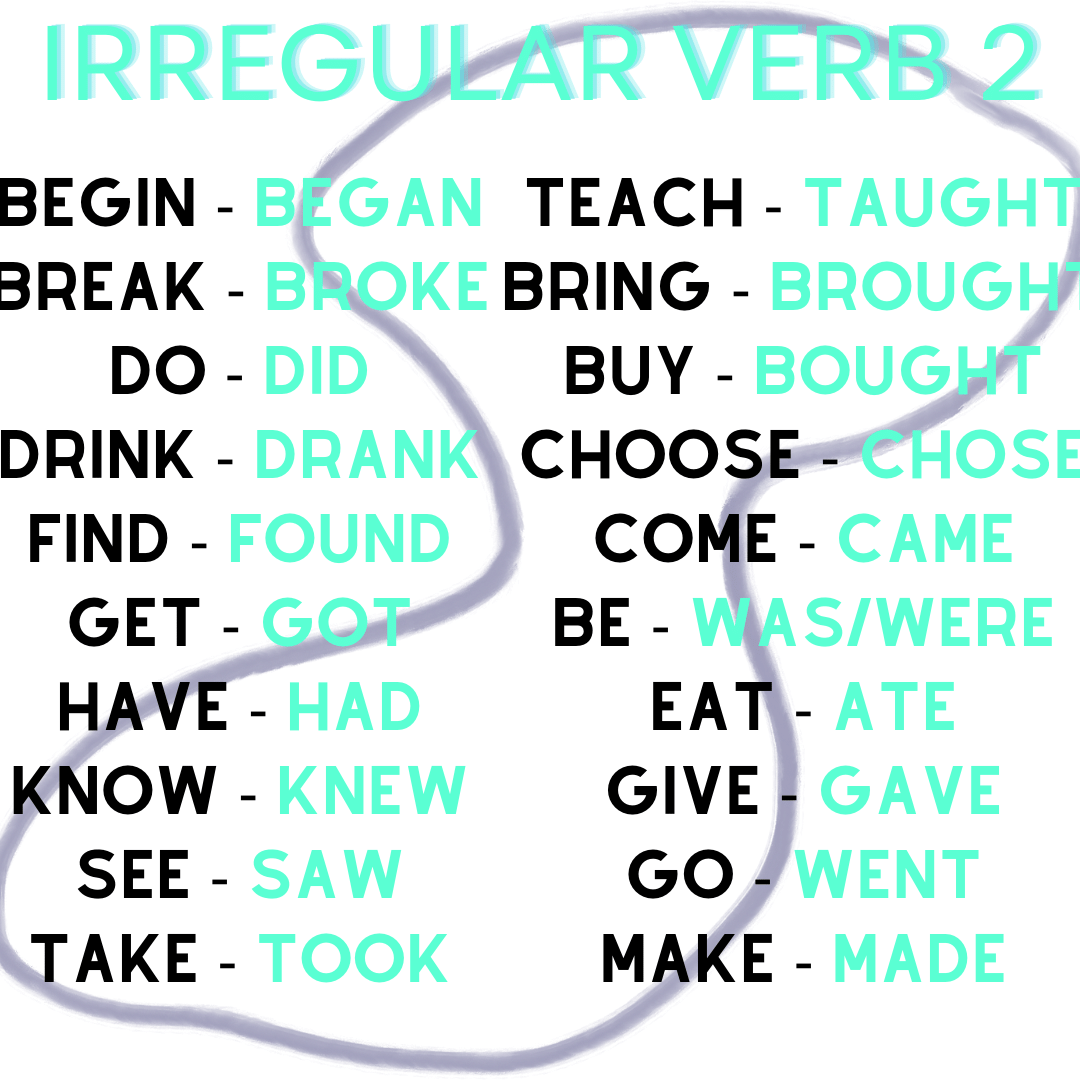 IRREGULAR VERB 2
BEGIN - BEGAN
BREAK - BROKE
DO - DID
DRINK - DRANK
FIND - FOUND
GET - GOT
HAVE - HAD
KNOW - KNEW
SEE - SAW
TAKE - TOOK
TEACH - TAUGHT
BRING - BROUGHT
BUY - BOUGHT
CHOOSE - CHOSE
COME - CAME
BE - WAS/WERE
EAT - ATE
GIVE - GAVE
GO - WENT
MAKE - MADE